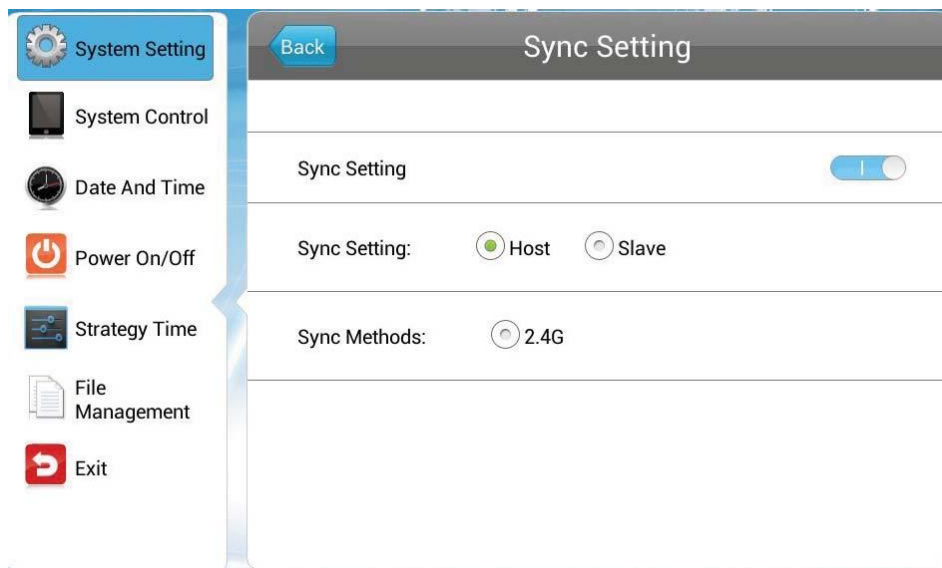 System Setting
System Control
Date And Time
Power On/Off
Strategy Time
File
Management
Exit
Back
Sync Setting
Sync Setting
Sync Setting: Host Slave
Sync Methods: 2.4G